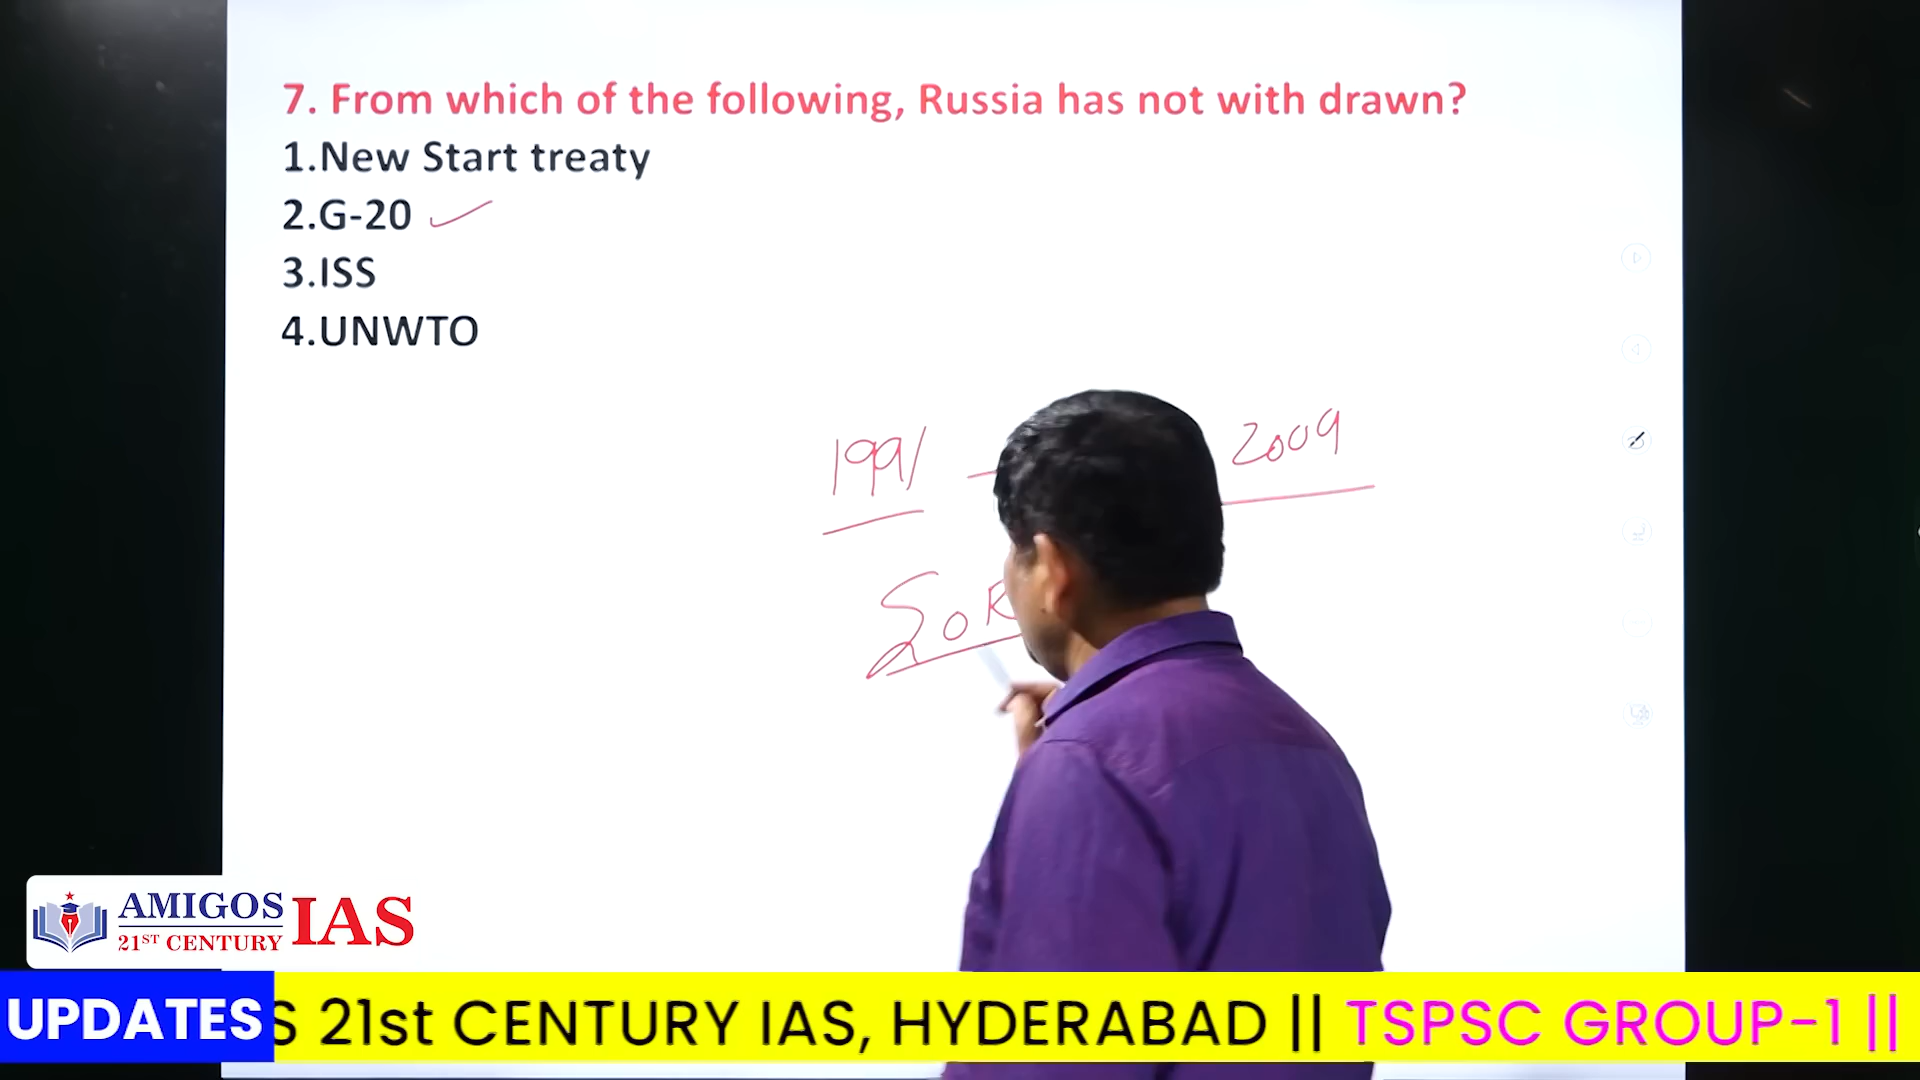 7. From which of the following, Russia has not with drawn?
1.New Start treaty
2.G-20
3.ISS
4.UNWTO
1991 - 2009
AMIGOS
21ST CENTURY
IAS
UPDATES
S 21st CENTURY IAS, HYDERABAD || TSPSC GROUP-1 ||